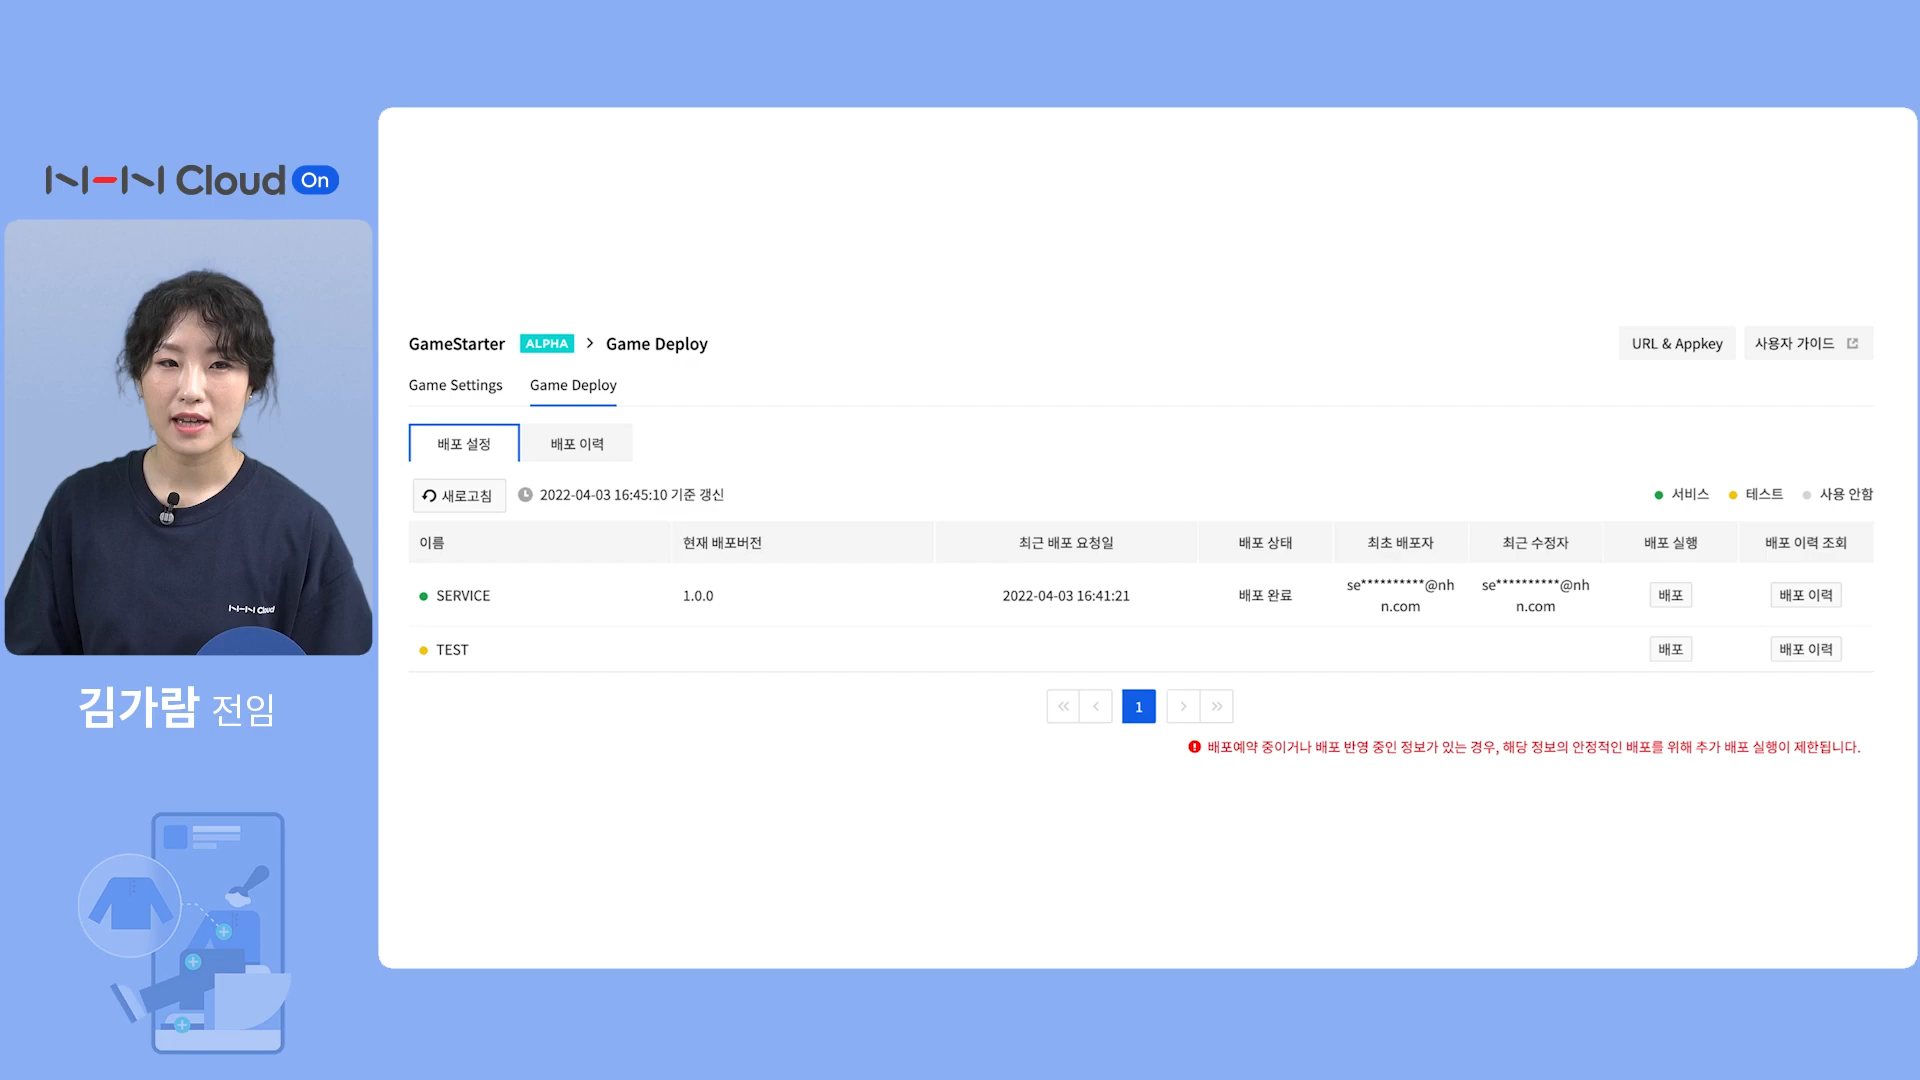 NHN Cloud On
NHN Cloud
김가람 전임
GameStarter ALPHA > Game Deploy
URL & Appkey
사용자 가이드
Game Settings
Game Deploy
배포 설정
배포 이력
새로고침
2022-04-03 16:45:10 기준 갱신
서비스
테스트
사용 안함
이름 현재 배포버전 최근 배포 요청일 배포 상태 최초 배포자 최근 수정자 배포 실행 배포 이력 조회
SERVICE 1.0.0 2022-04-03 16:41:21 배포 완료 se**********@nhn.com se**********@nhn.com 배포 배포 이력
TEST 배포 배포 이력
1
배포예약 중이거나 배포 반영 중인 정보가 있는 경우, 해당 정보의 안정적인 배포를 위해 추가 배포 실행이 제한됩니다.